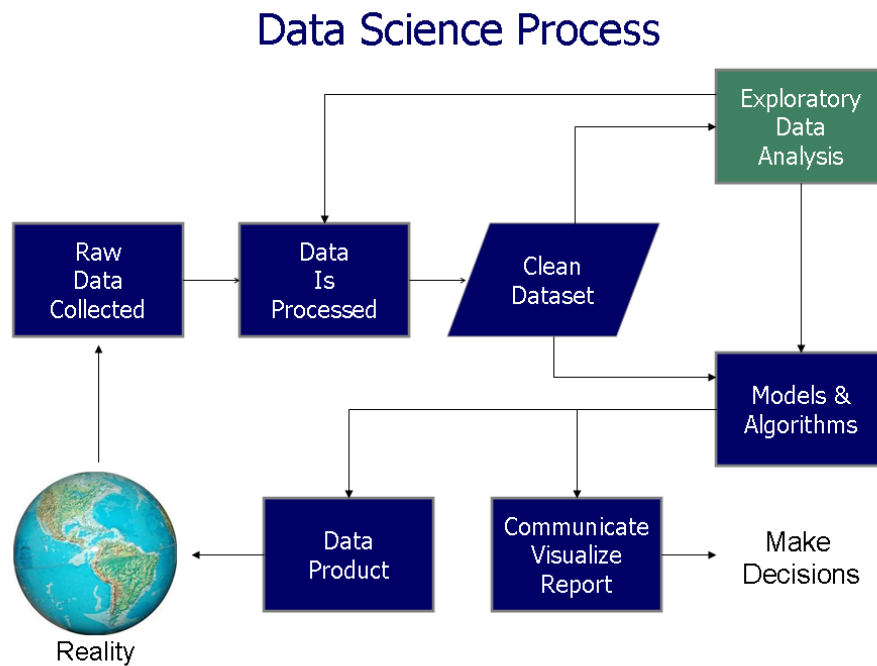 Data Science Process
Exploratory
Data
Analysis
Raw
Data
Collected
Data
Is
Processed
Clean
Dataset
Models &
Algorithms
Data
Product
Communicate
Visualize
Report
Make
Decisions
Reality